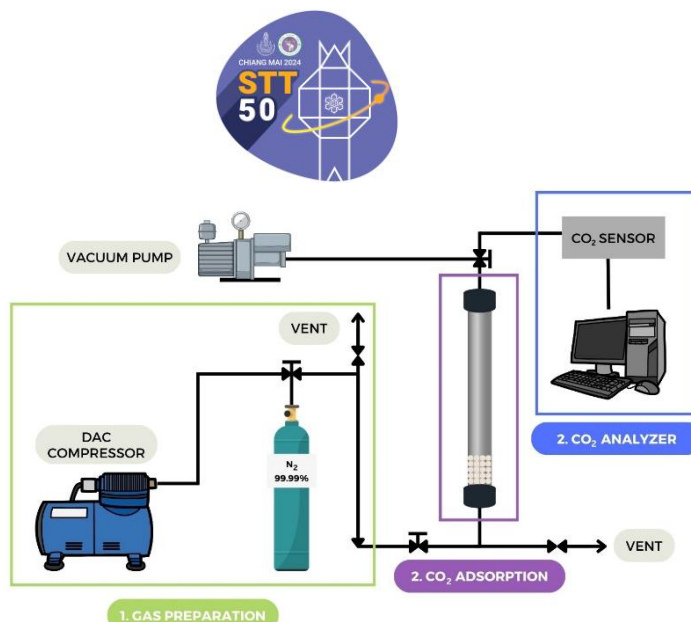 CHIANG MAI 2024
STT
50
VACUUM PUMP
CO₂ SENSOR
VENT
DAC
COMPRESSOR
N₂
99.99%
2. CO₂ ANALYZER
VENT
2. CO₂ ADSORPTION
1. GAS PREPARATION